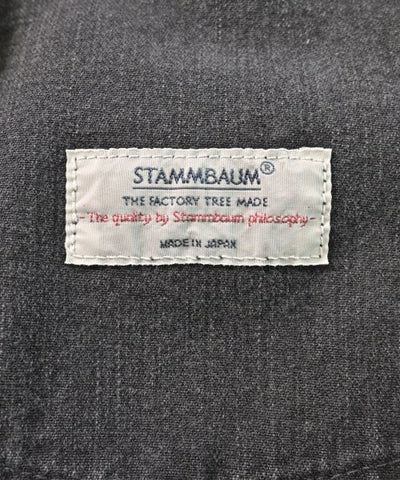 STAMMBAUM®
THE FACTORY TREE MADE
-The quality by Stammbaum philosophy-
MADE IN JAPAN